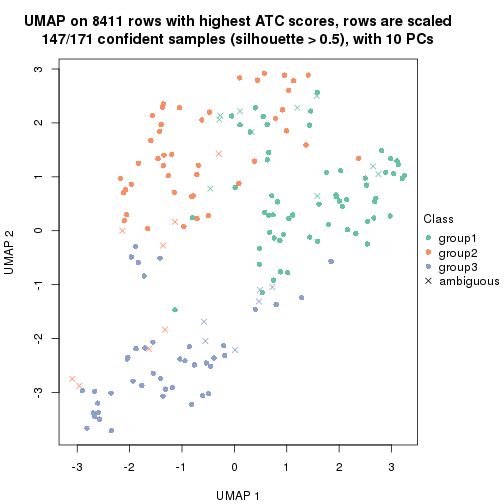 UMAP on 8411 rows with highest ATC scores, rows are scaled
147/171 confident samples (silhouette > 0.5), with 10 PCs
3
2
1
0
-1
-2
-3
UMAP 2
-3
-2
-1
0
1
2
3
UMAP 1
Class
group1
group2
group3
ambiguous